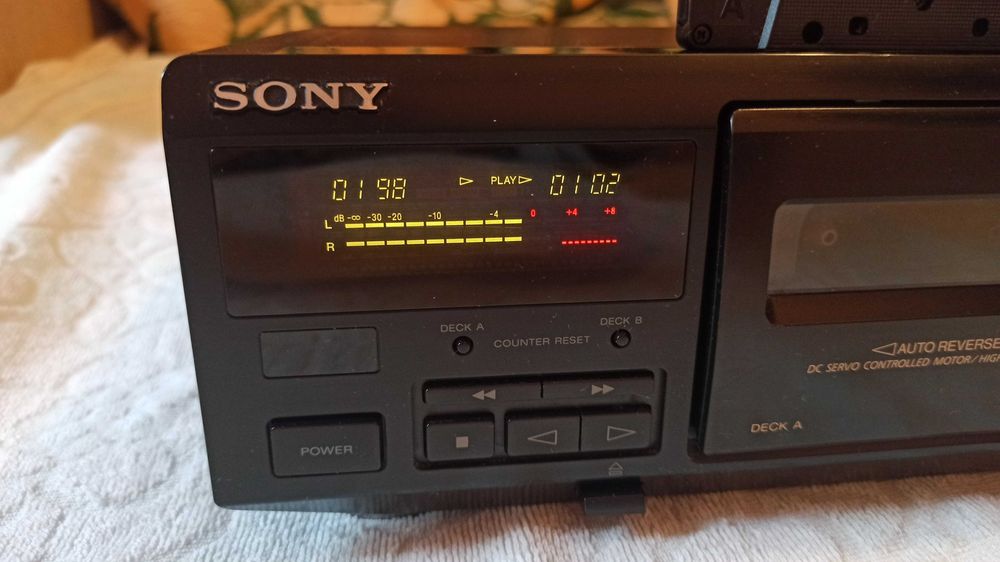 A
SONY
0198 ▷ PLAY ▷ 0102
dB -∞ -30 -20 -10 -4 0 +4 +8
L
R
DECK A
DECK B
COUNTER RESET
◁◁ ▷▷
POWER
■ ◁ ▷
◁AUTO REVERSE
DC SERVO CONTROLLED MOTOR/HIGH
DECK A